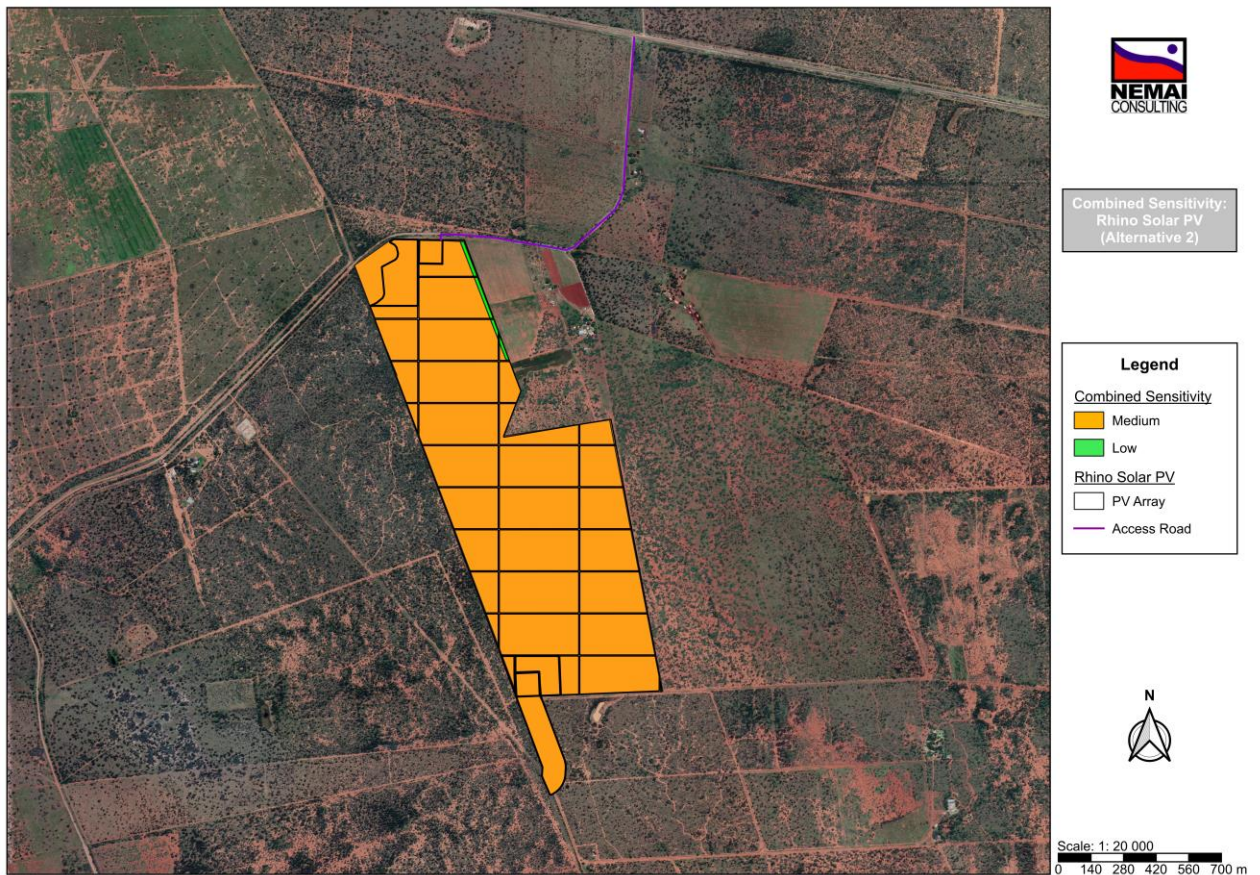 NEMAI
CONSULTING
Combined Sensitivity:
Rhino Solar PV
(Alternative 2)
Legend
Combined Sensitivity
Medium
Low
Rhino Solar PV
PV Array
Access Road
N
Scale: 1: 20 000
0 140 280 420 560 700 m